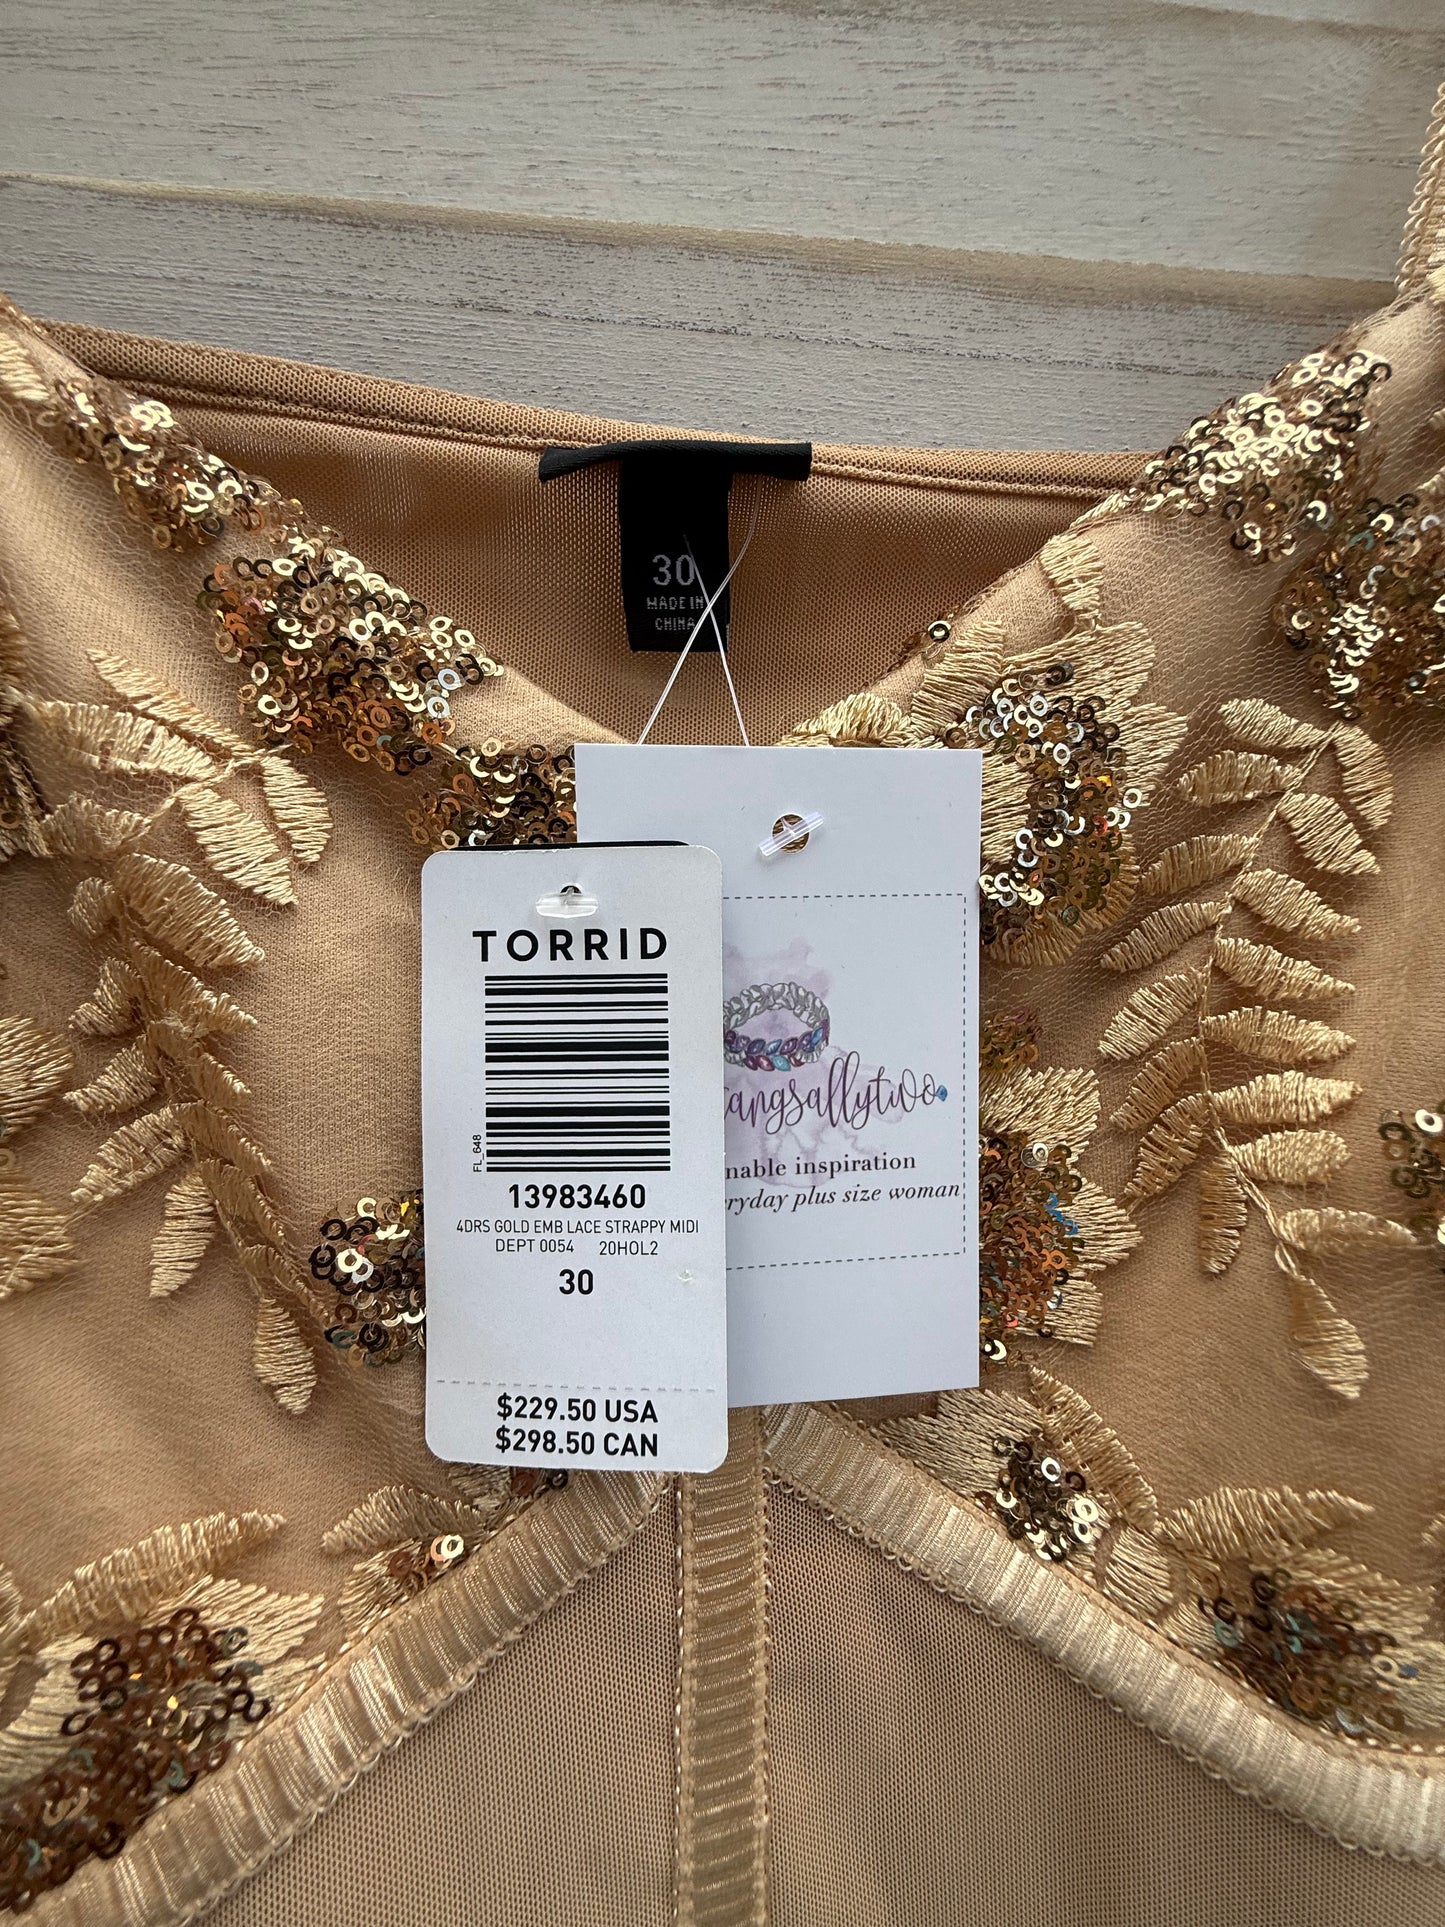 30
MADE IN
CHINA
TORRID
FL_648
13983460
4DRS GOLD EMB LACE STRAPPY MIDI
DEPT 0054 20HOL2
30
$229.50 USA
$298.50 CAN
angsallytwo
nable inspiration
ryday plus size woman